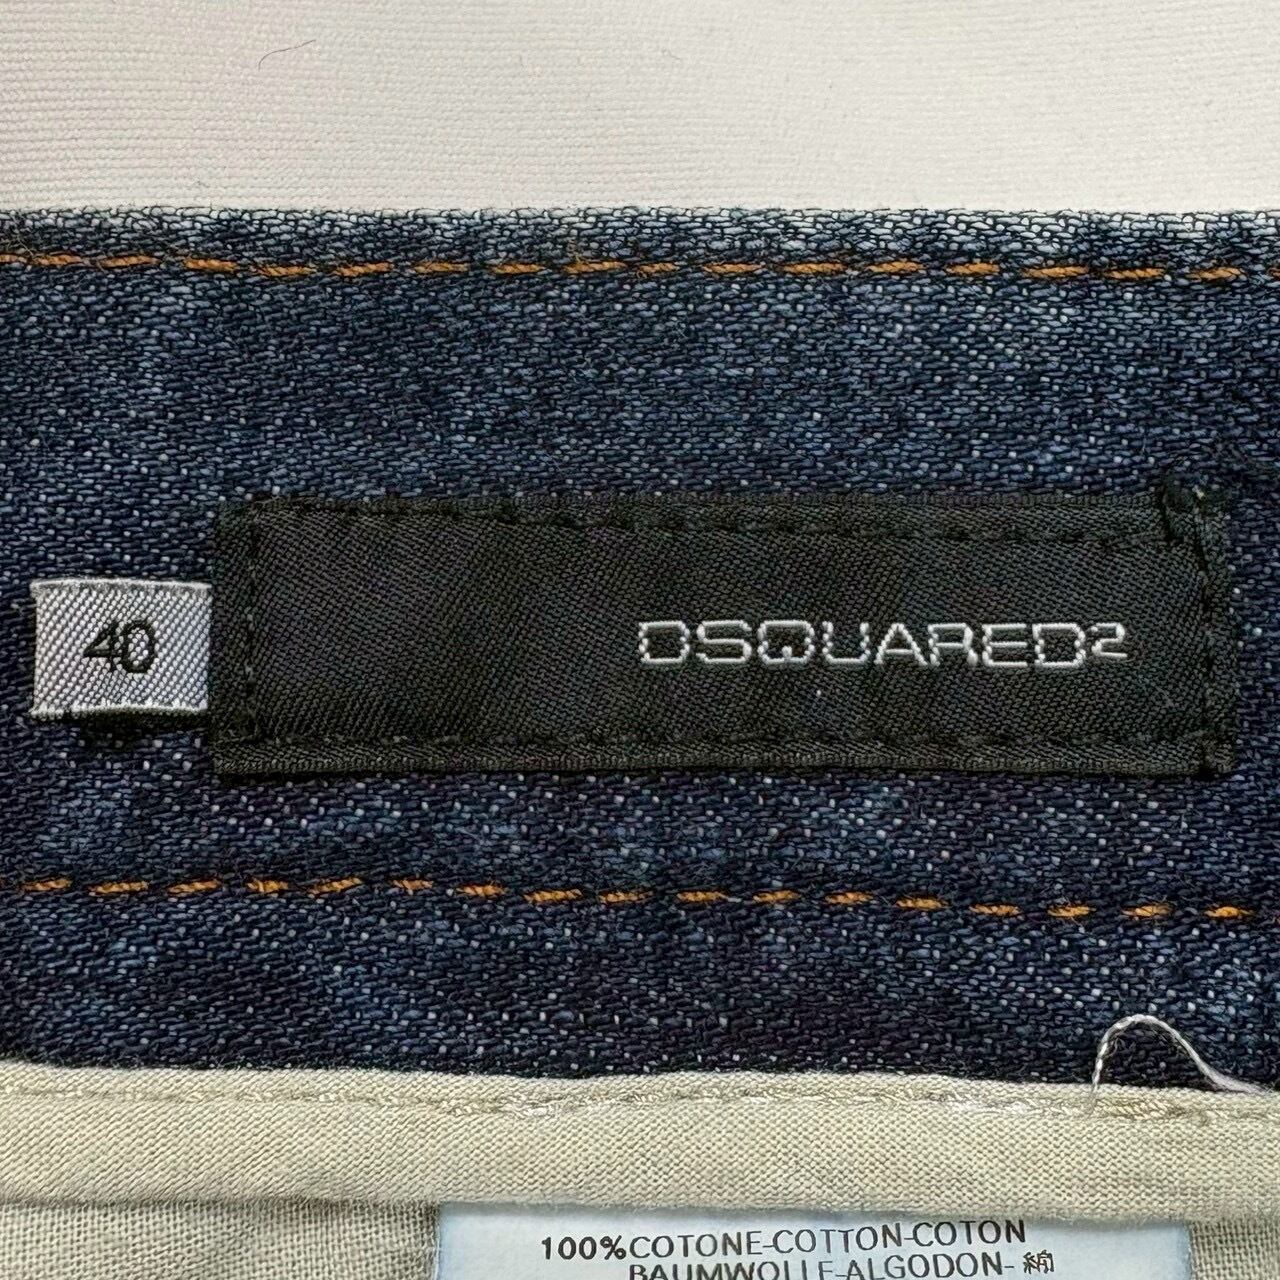 40
DSQUARED2
100%COTONE-COTTON-COTON
BAUMWOLLE-ALGODON-綿